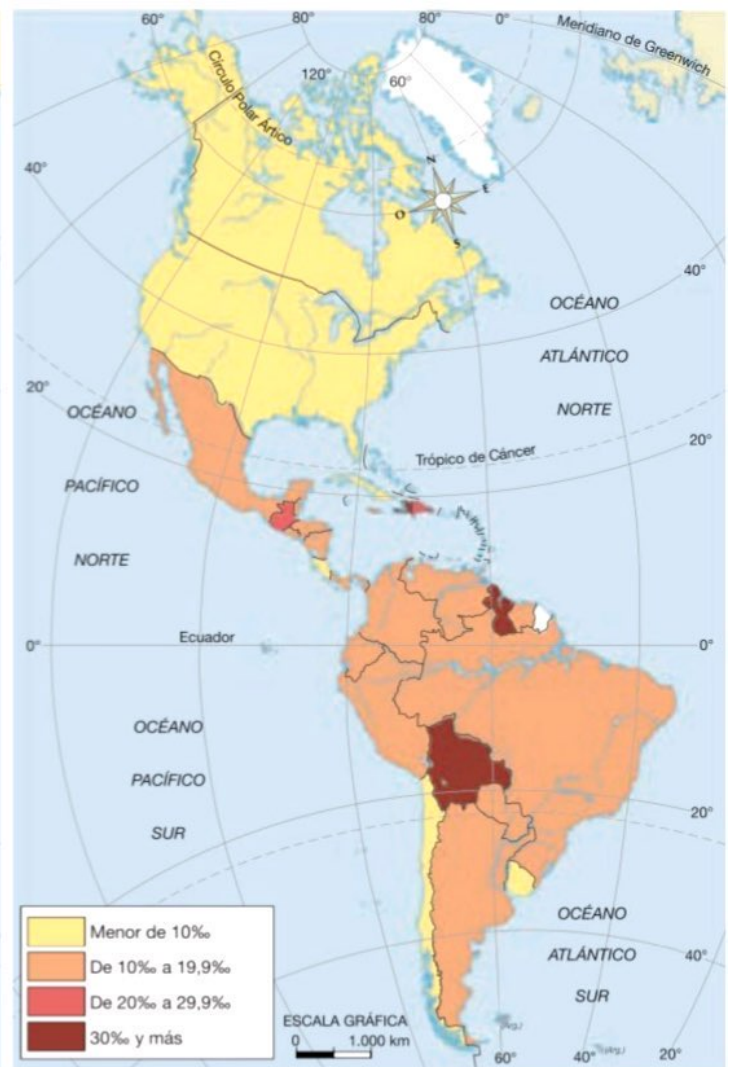 60°
80°
80°
0°
Meridiano de Greenwich
120°
60°
Círculo Polar Ártico
40°
N
E
O
S
40°
OCÉANO
ATLÁNTICO
NORTE
20°
OCÉANO
PACÍFICO
NORTE
20°
Trópico de Cáncer
Ecuador
0°
0°
OCÉANO
PACÍFICO
SUR
20°
OCÉANO
ATLÁNTICO
SUR
40°
Menor de 10‰
De 10‰ a 19,9‰
De 20‰ a 29,9‰
30‰ y más
ESCALA GRÁFICA
0 1.000 km
(Arg.)
(Arg.)
60°
40°
20°